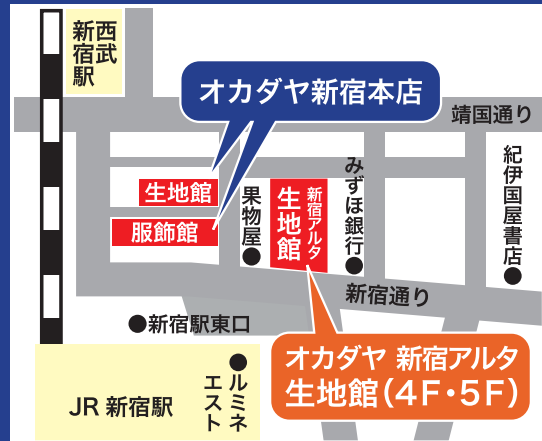 西武
新宿駅
オカダヤ新宿本店
靖国通り
生地館
服飾館
果物屋
新宿アルタ
生地館
みずほ銀行
紀伊国屋書店
新宿通り
新宿駅東口
オカダヤ 新宿アルタ
生地館(4F・5F)
JR 新宿駅
ルミネ
エスト